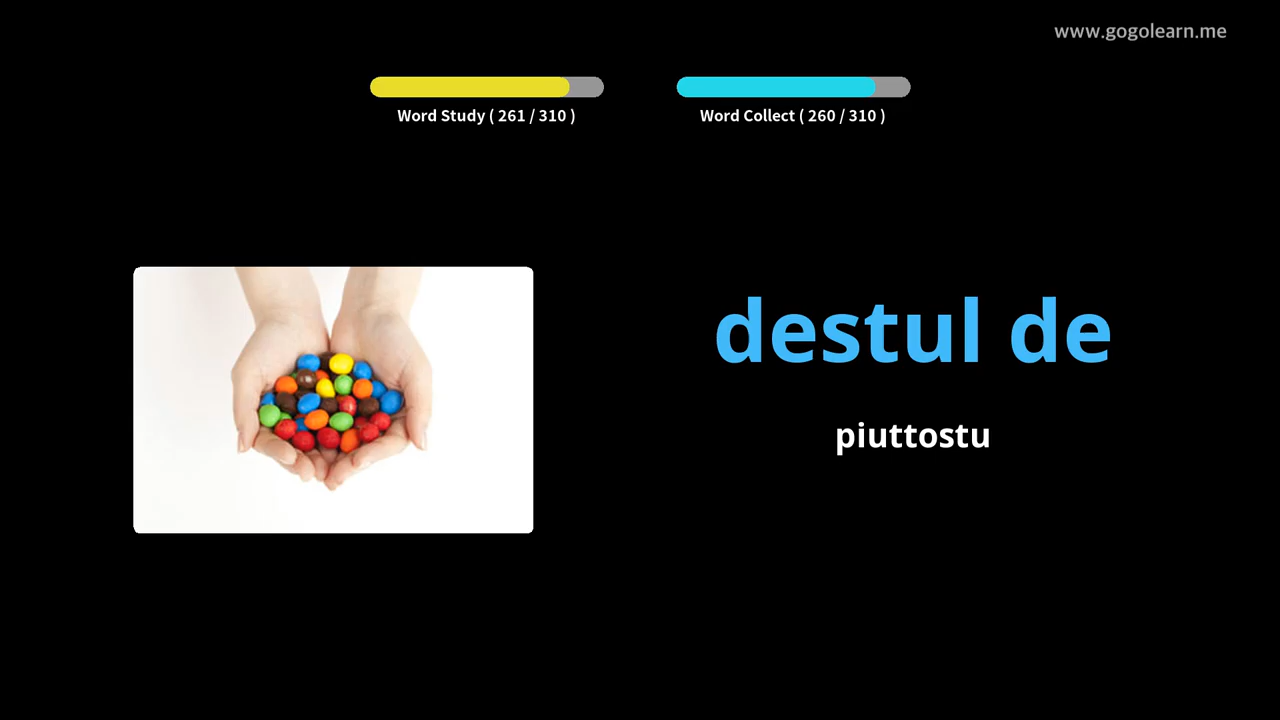 www.gogolearn.me
Word Study ( 261 / 310 )
Word Collect ( 260 / 310 )
destul de
piuttostu